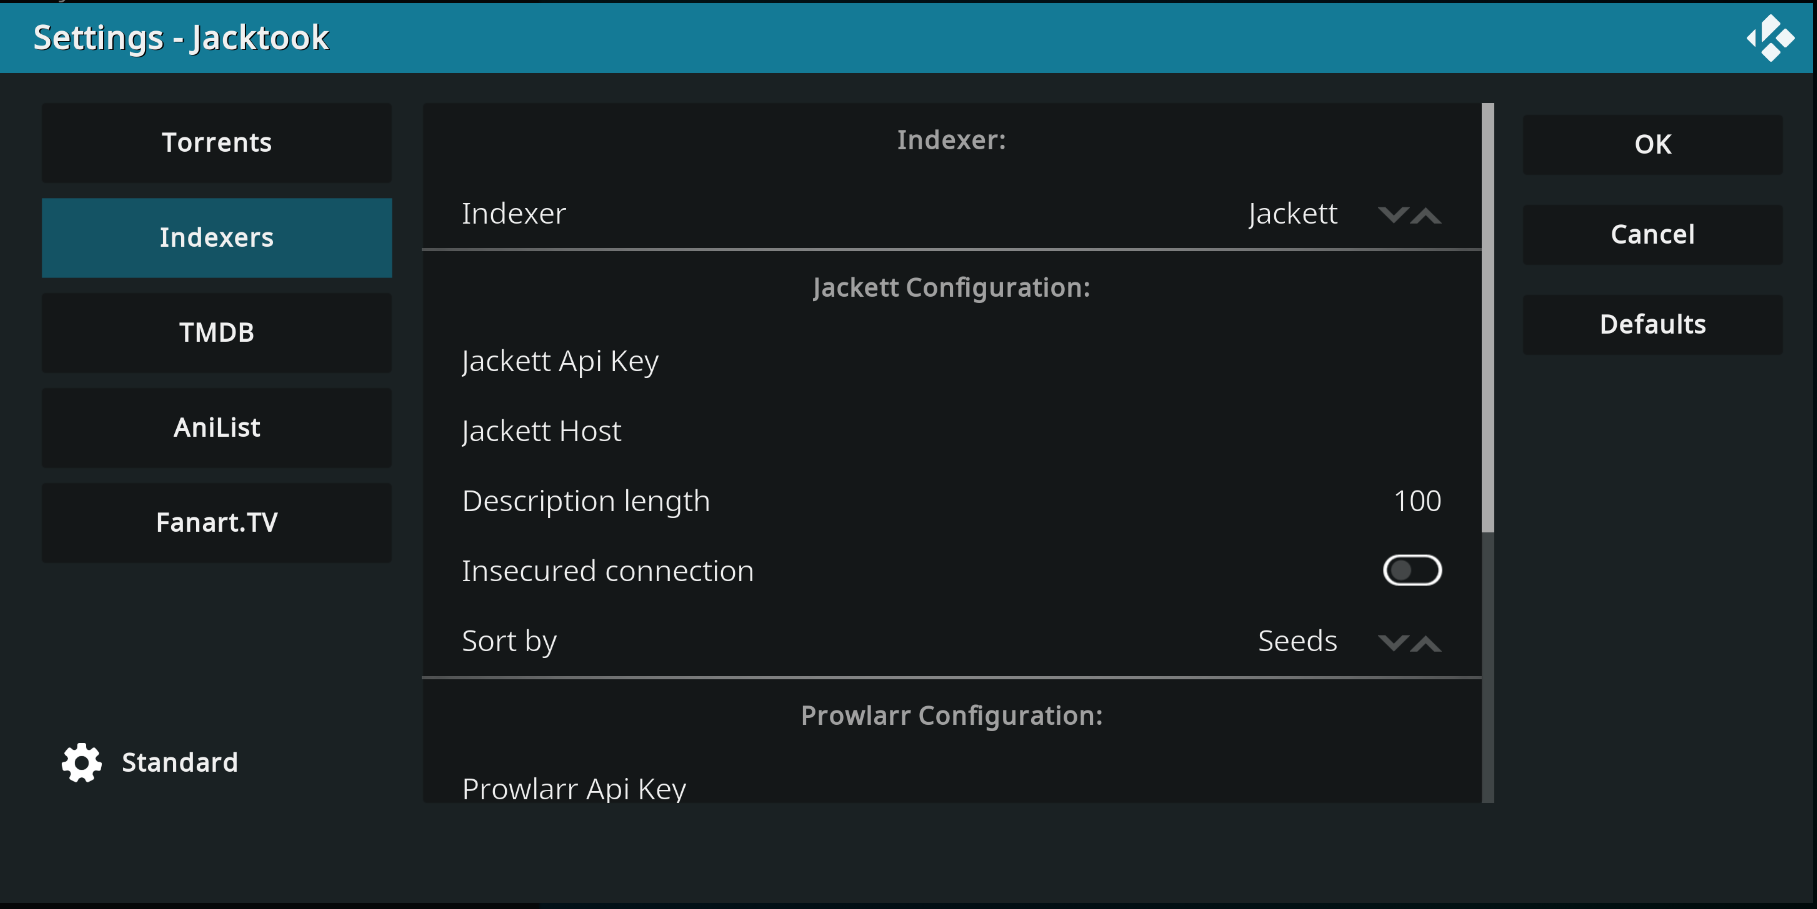 Settings - Jacktook
Torrents
Indexers
TMDB
AniList
Fanart.TV
Standard
Indexer:
Indexer Jackett
Jackett Configuration:
Jackett Api Key
Jackett Host
Description length 100
Insecured connection
Sort by Seeds
Prowlarr Configuration:
Prowlarr Api Key
OK
Cancel
Defaults